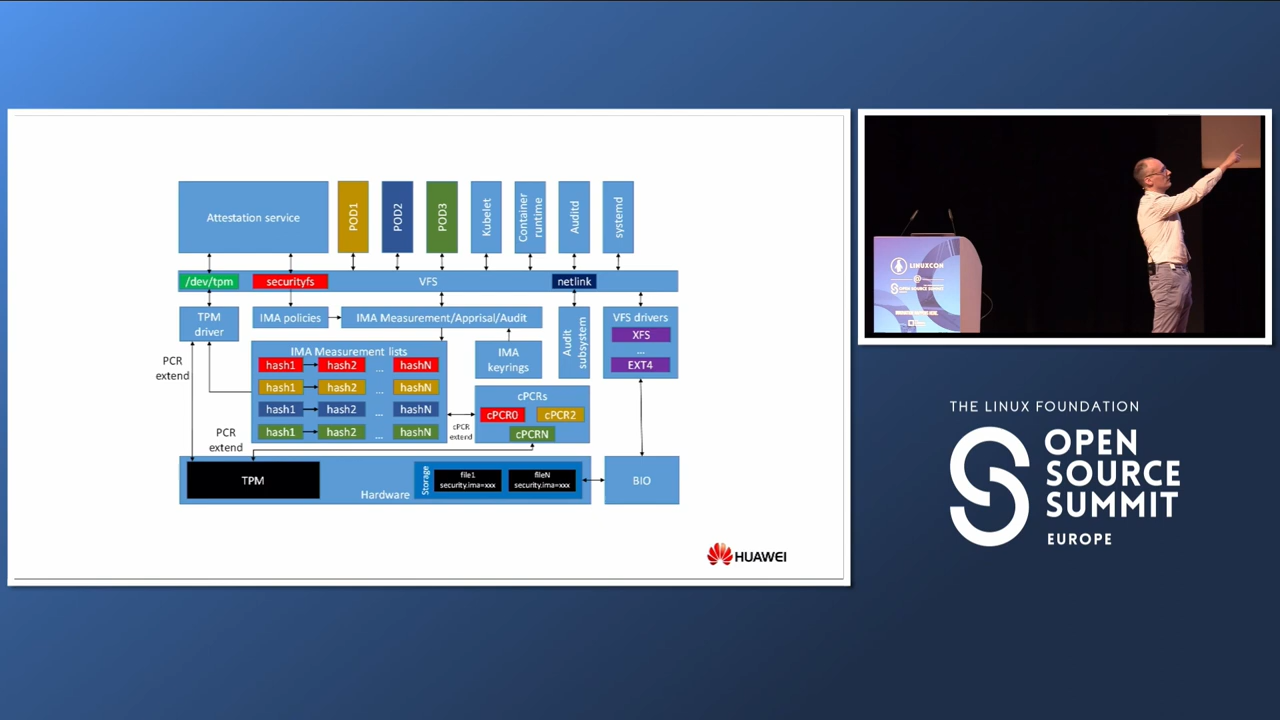 Attestation service
POD1
POD2
POD3
Kubelet
Container
runtime
Auditd
systemd
/dev/tpm
securityfs
VFS
netlink
TPM
driver
IMA policies
IMA Measurement/Apprisal/Audit
Audit
subsystem
VFS drivers
XFS
...
EXT4
PCR
extend
IMA Measurement lists
hash1
hash2
...
hashN
hash1
hash2
...
hashN
hash1
hash2
...
hashN
hash1
hash2
...
hashN
IMA
keyrings
cPCRs
cPCR0
cPCR2
cPCRN
cPCR
extend
PCR
extend
TPM
Hardware
Storage
file1
security.ima=xxx
fileN
security.ima=xxx
BIO
HUAWEI
LINUXCON
OPEN SOURCE SUMMIT
THE LINUX FOUNDATION
OPEN
SOURCE
SUMMIT
EUROPE